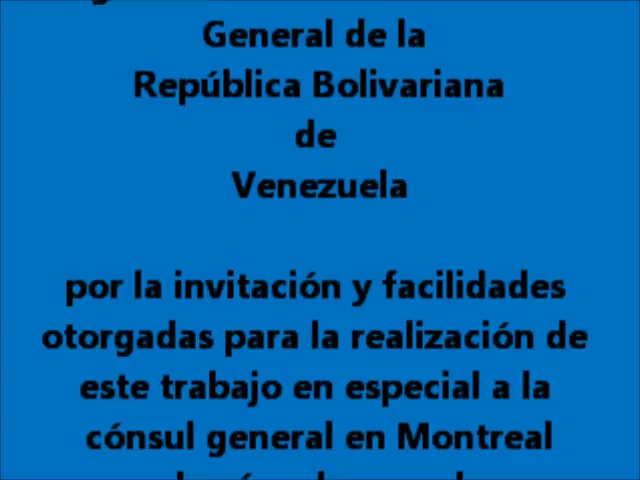 General de la
República Bolivariana
de
Venezuela
por la invitación y facilidades
otorgadas para la realización de
este trabajo en especial a la
cónsul general en Montreal